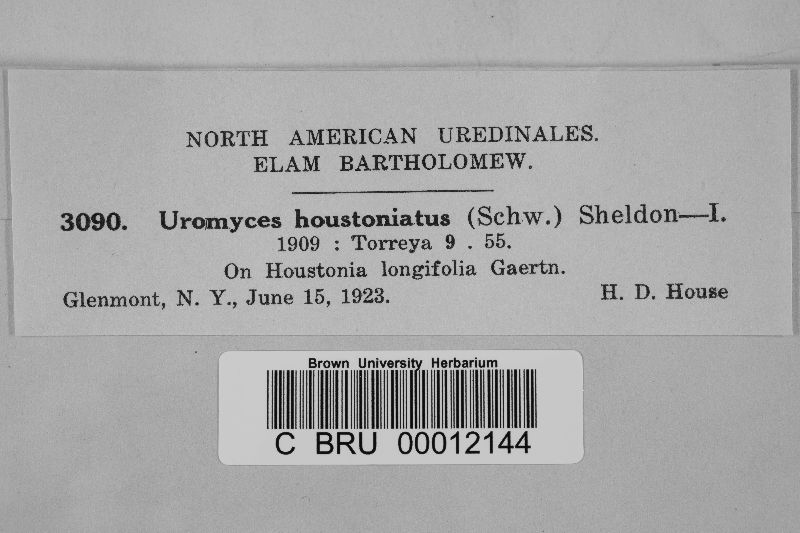 NORTH AMERICAN UREDINALES.
ELAM BARTHOLOMEW.
3090. Uromyces houstoniatus (Schw.) Sheldon—I.
1909 : Torreya 9 . 55.
On Houstonia longifolia Gaertn.
Glenmont, N. Y., June 15, 1923. H. D. House
Brown University Herbarium
C BRU 00012144